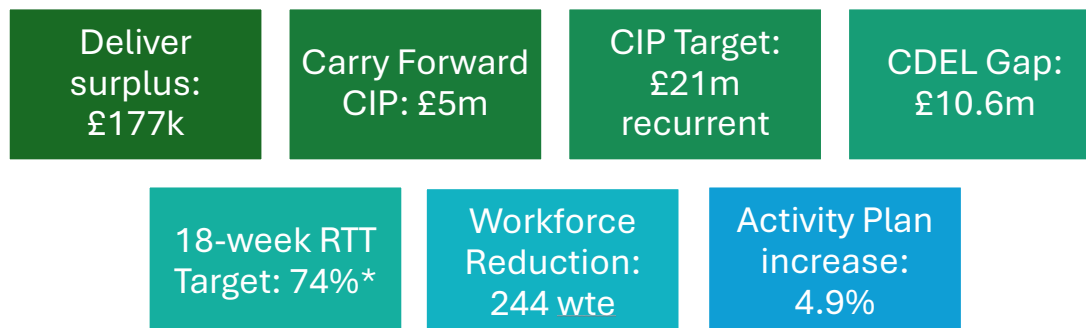 Deliver
surplus:
£177k
Carry Forward
CIP: £5m
CIP Target:
£21m
recurrent
CDEL Gap:
£10.6m
18-week RTT
Target: 74%*
Workforce
Reduction:
244 wte
Activity Plan
increase:
4.9%